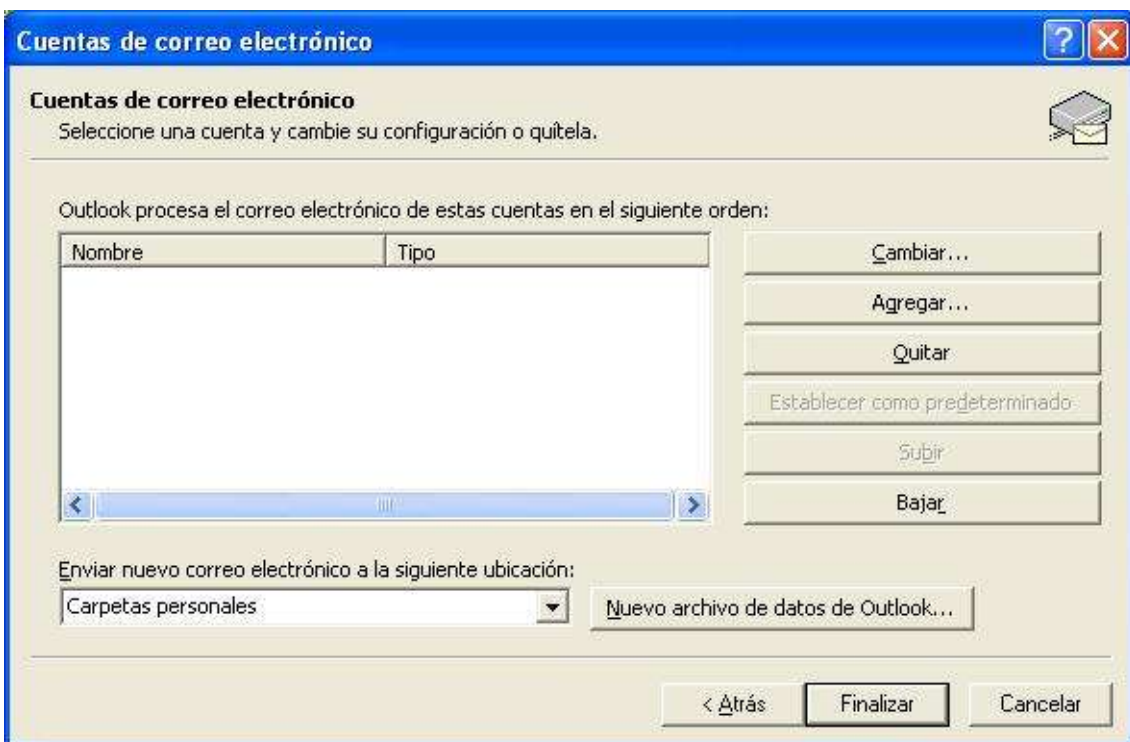 Cuentas de correo electrónico
Cuentas de correo electrónico
Seleccione una cuenta y cambie su configuración o quítela.
Outlook procesa el correo electrónico de estas cuentas en el siguiente orden:
Nombre Tipo
Cambiar...
Agregar...
Quitar
Establecer como predeterminado
Subir
Bajar
Enviar nuevo correo electrónico a la siguiente ubicación:
Carpetas personales Nuevo archivo de datos de Outlook...
< Atrás Finalizar Cancelar